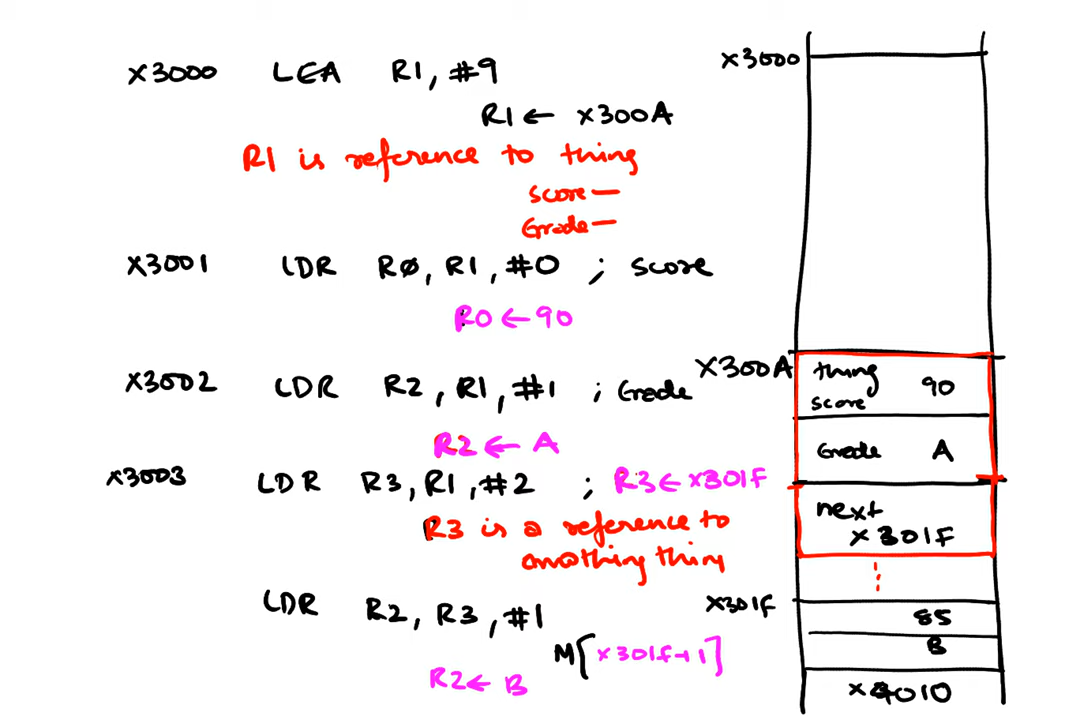 x3000 LEA R1, #9
R1 ← x300A
R1 is reference to thing
Score —
Grade —
x3001 LDR R0, R1, #0 ; Score
R0 ← 90
x3002 LDR R2, R1, #1 ; Grade
R2 ← A
x3003 LDR R3, R1, #2 ; R3 ← x301F
R3 is a reference to
anothing thing
LDR R2, R3, #1
M[x301F+1]
R2 ← B
x3000
x300A
thing 90
score
Grade A
next
x301F
⋮
x301F
85
B
x4010